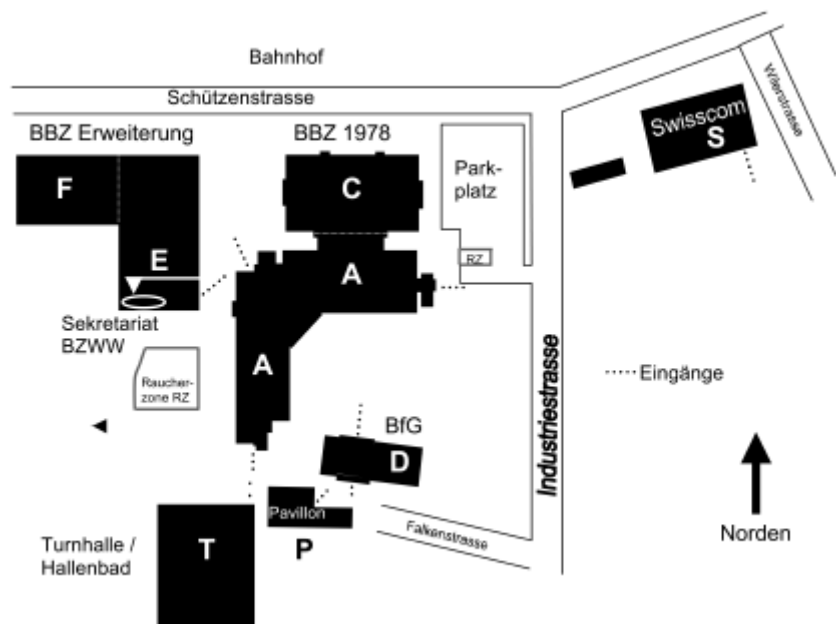 Bahnhof
Schützenstrasse
Wilerstrasse
BBZ Erweiterung
BBZ 1978
Swisscom
S
Park-
platz
F
C
E
RZ
A
Sekretariat
BZWW
A
Raucher-
zone RZ
Industriestrasse
Eingänge
BfG
D
Pavillon
P
Falkenstrasse
Norden
Turnhalle /
Hallenbad
T